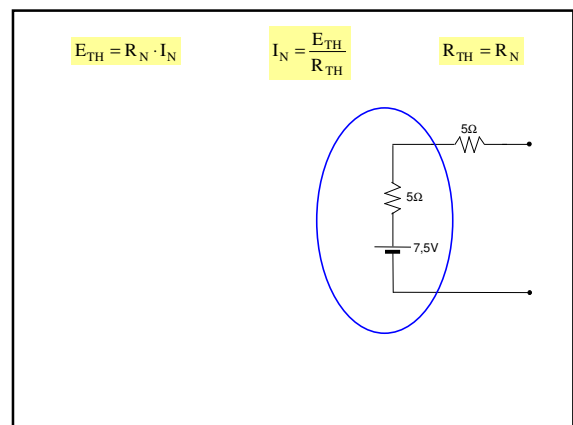 E_TH = R_N · I_N
I_N = E_TH / R_TH
R_TH = R_N
5Ω
5Ω
7,5V